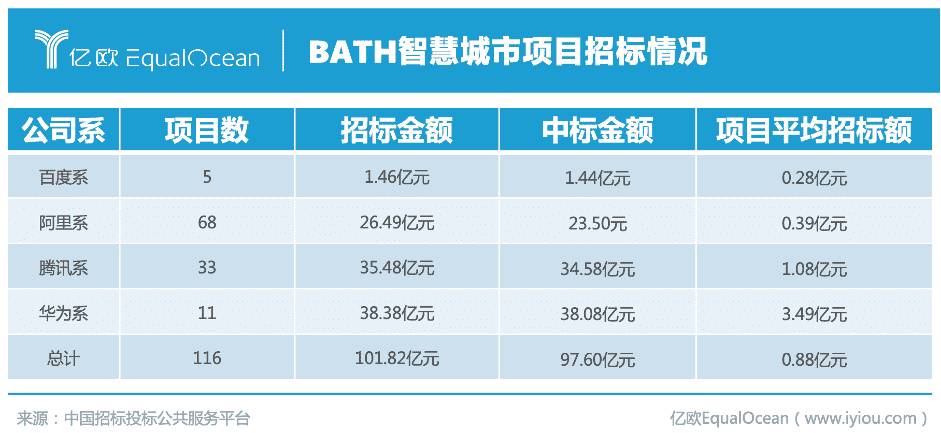 亿欧 EqualOcean
BATH智慧城市项目招标情况
公司系 项目数 招标金额 中标金额 项目平均招标额
百度系 5 1.46亿元 1.44亿元 0.28亿元
阿里系 68 26.49亿元 23.50元 0.39亿元
腾讯系 33 35.48亿元 34.58亿元 1.08亿元
华为系 11 38.38亿元 38.08亿元 3.49亿元
总计 116 101.82亿元 97.60亿元 0.88亿元
来源：中国招标投标公共服务平台
亿欧EqualOcean（www.iyiou.com）